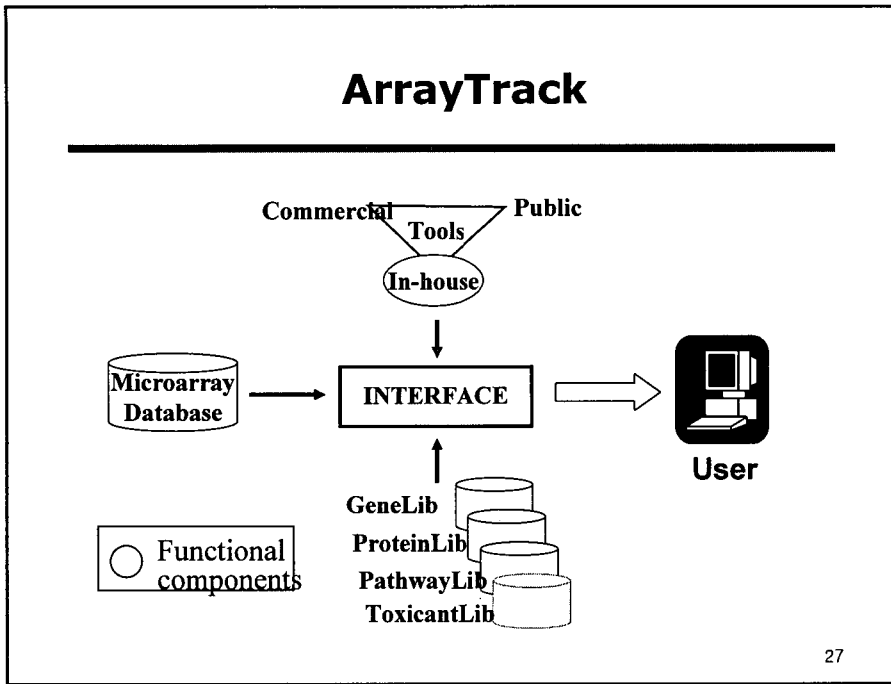 ArrayTrack
Commercial
Public
Tools
In-house
Microarray
Database
INTERFACE
User
GeneLib
ProteinLib
PathwayLib
ToxicantLib
Functional
components
27